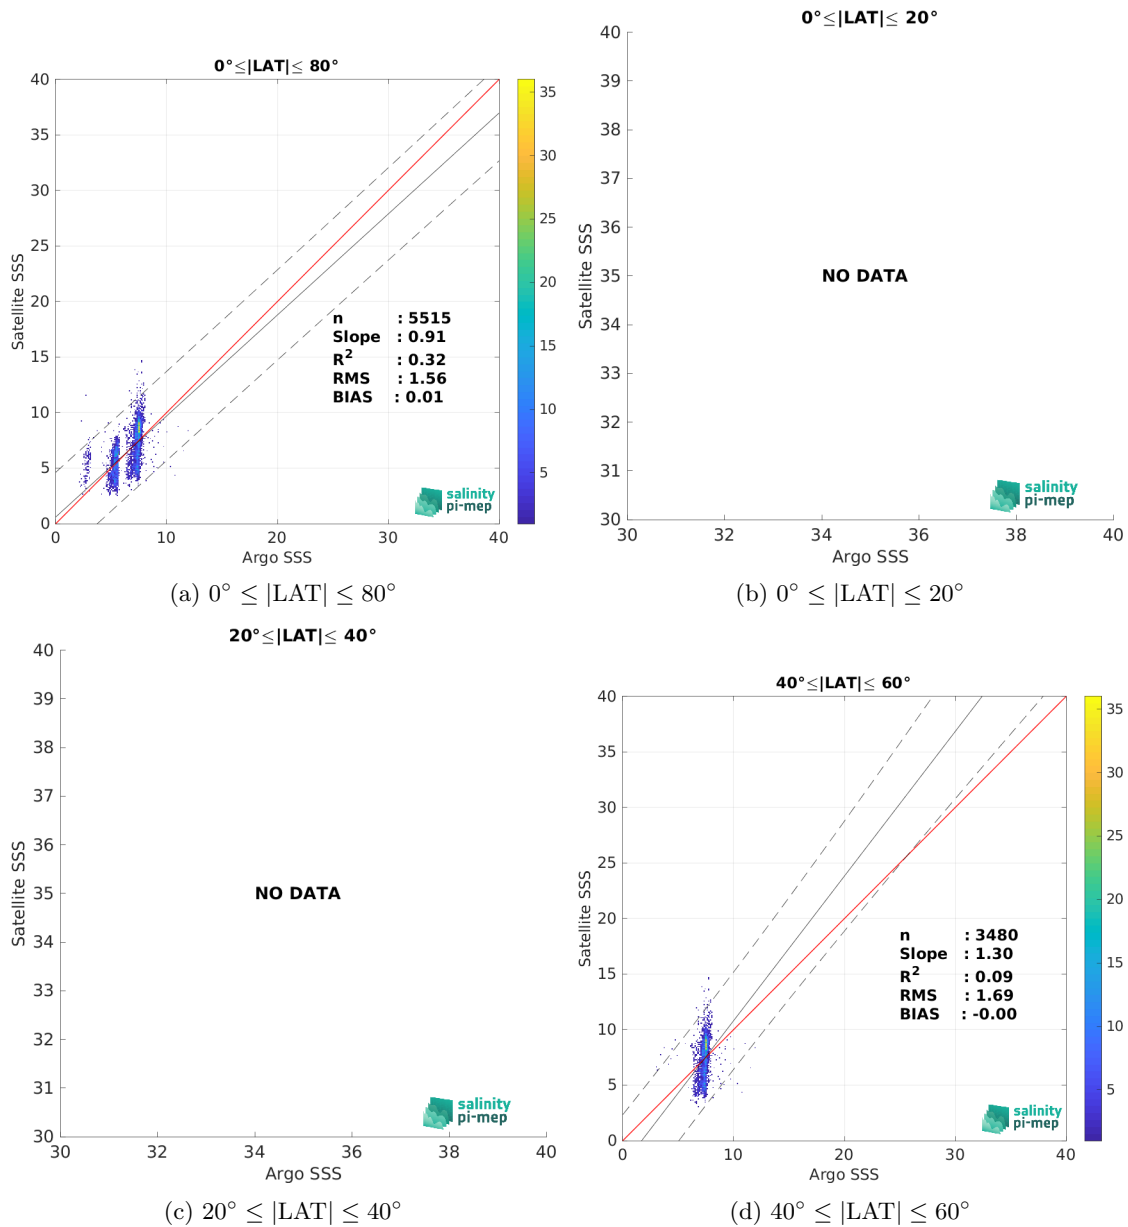 0°≤|LAT|≤ 80°
40
35
30
25
20
15
10
5
0
Satellite SSS
0
10
20
30
40
Argo SSS
n : 5515
Slope : 0.91
R² : 0.32
RMS : 1.56
BIAS : 0.01
salinity
pi-mep
35
30
25
20
15
10
5
(a) 0° ≤ |LAT| ≤ 80°
0°≤|LAT|≤ 20°
40
39
38
37
36
35
34
33
32
31
30
Satellite SSS
NO DATA
salinity
pi-mep
30
32
34
36
38
40
Argo SSS
(b) 0° ≤ |LAT| ≤ 20°
20°≤|LAT|≤ 40°
40
39
38
37
36
35
34
33
32
31
30
Satellite SSS
NO DATA
salinity
pi-mep
30
32
34
36
38
40
Argo SSS
(c) 20° ≤ |LAT| ≤ 40°
40°≤|LAT|≤ 60°
40
35
30
25
20
15
10
5
0
Satellite SSS
n : 3480
Slope : 1.30
R² : 0.09
RMS : 1.69
BIAS : -0.00
salinity
pi-mep
0
10
20
30
40
Argo SSS
35
30
25
20
15
10
5
(d) 40° ≤ |LAT| ≤ 60°